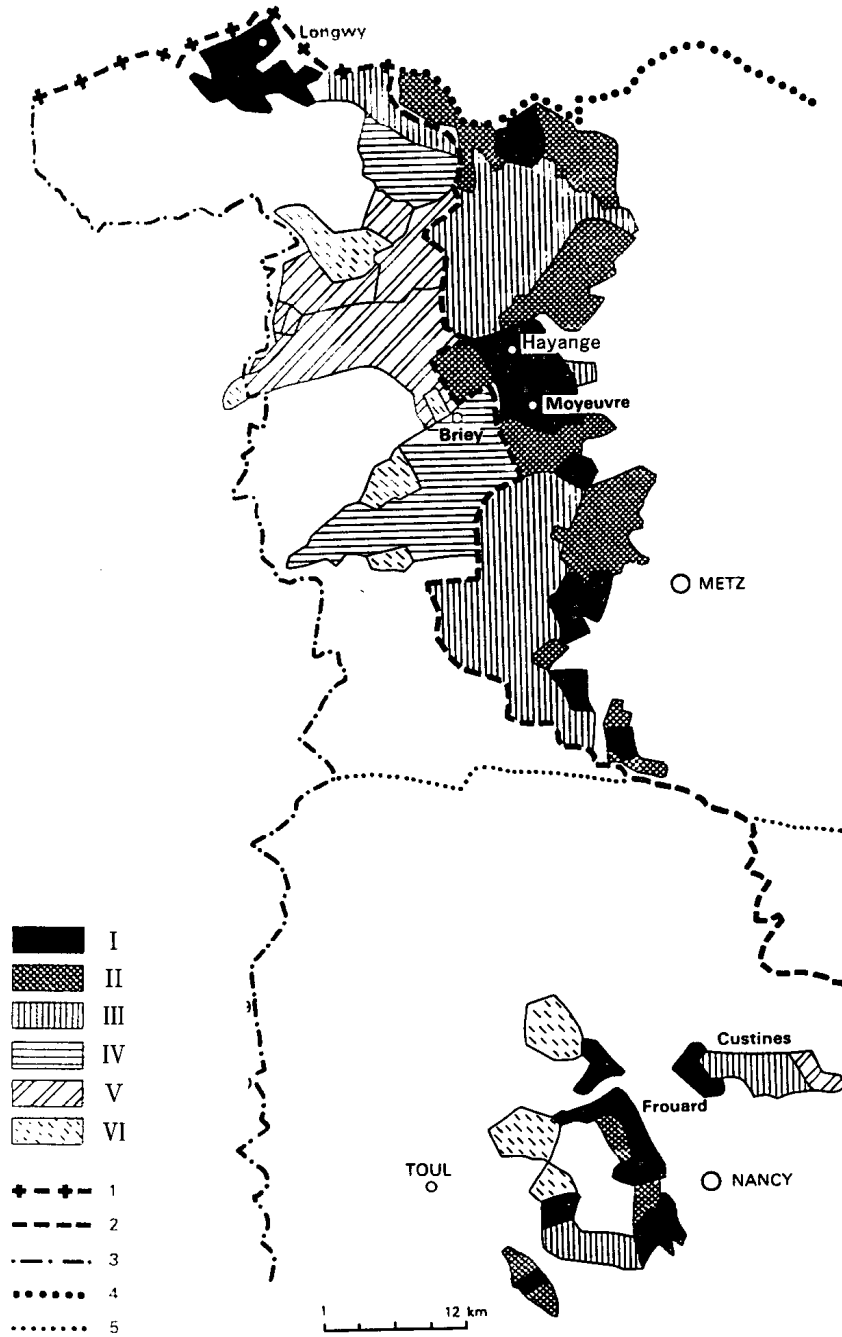 Longwy
Hayange
Moyeuvre
Briey
METZ
I
II
III
IV
V
VI
Custines
Frouard
TOUL
NANCY
1
2
3
4
5
1 12 km